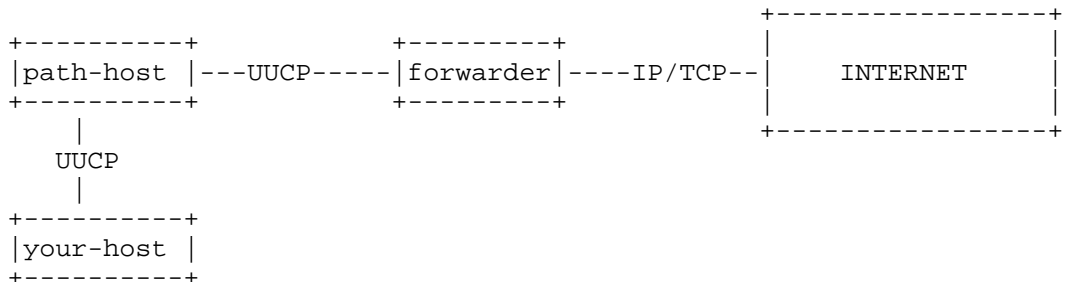 path-host ---UUCP-----forwarder----IP/TCP-- INTERNET
UUCP
your-host